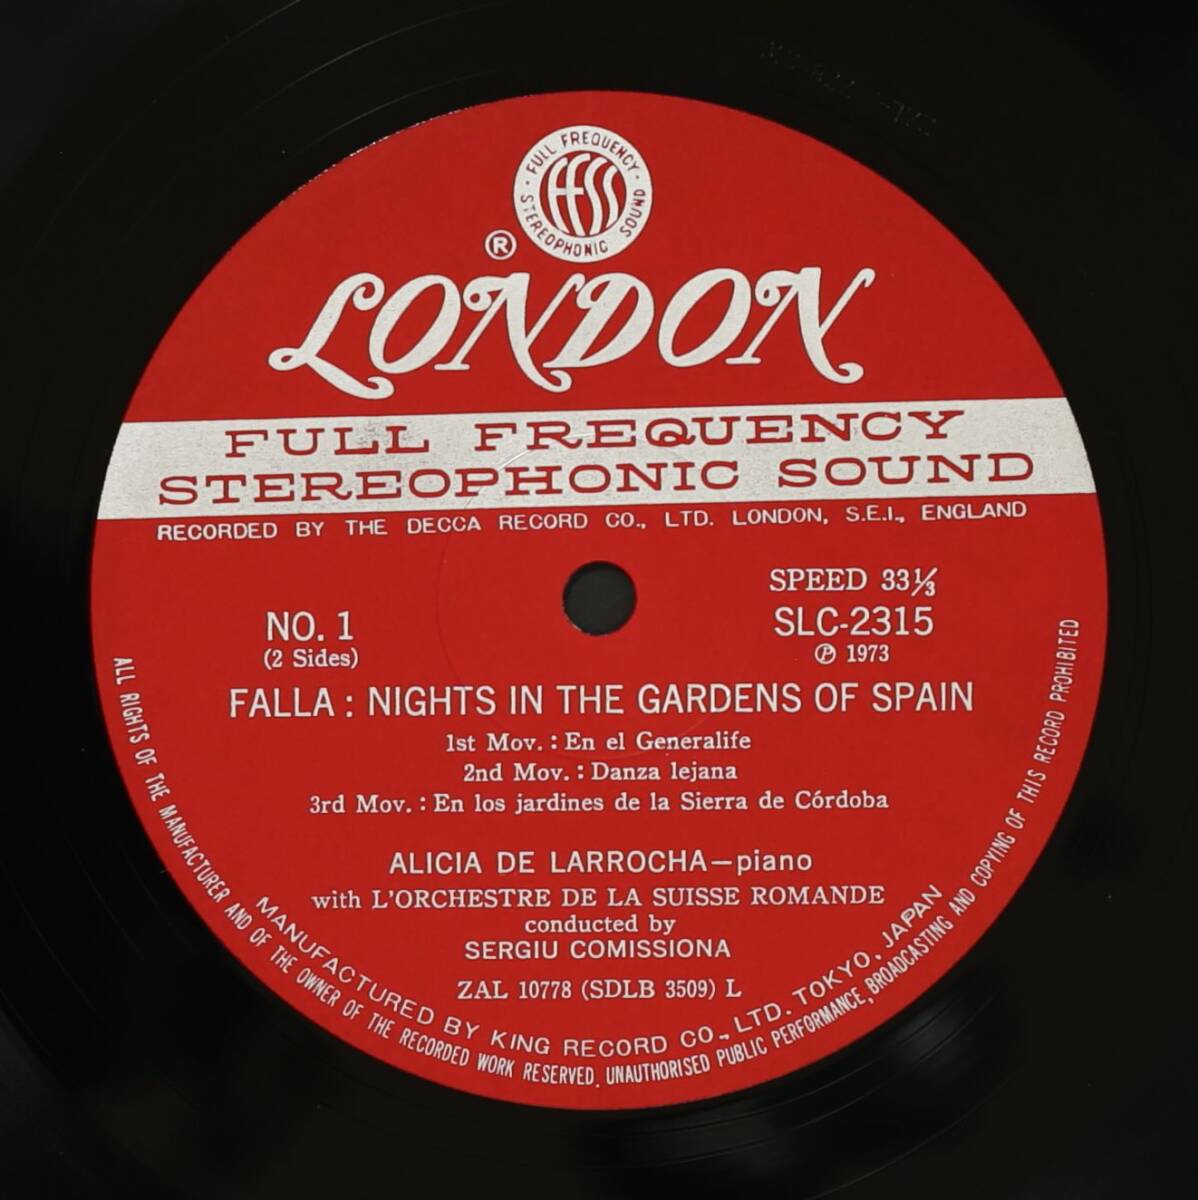 FULL FREQUENCY
STEREOPHONIC SOUND
ffss
®
LONDON
FULL FREQUENCY
STEREOPHONIC SOUND
RECORDED BY THE DECCA RECORD CO., LTD. LONDON, S.E.I., ENGLAND
SPEED 33⅓
NO. 1
SLC-2315
(2 Sides)
℗ 1973
FALLA : NIGHTS IN THE GARDENS OF SPAIN
1st Mov. : En el Generalife
2nd Mov. : Danza lejana
3rd Mov. : En los jardines de la Sierra de Córdoba
ALICIA DE LARROCHA—piano
with L'ORCHESTRE DE LA SUISSE ROMANDE
conducted by
SERGIU COMISSIONA
ZAL 10778 (SDLB 3509) L
MANUFACTURED BY KING RECORD CO., LTD. TOKYO, JAPAN
ALL RIGHTS OF THE MANUFACTURER AND OF THE OWNER OF THE RECORDED WORK RESERVED. UNAUTHORISED PUBLIC PERFORMANCE, BROADCASTING AND COPYING OF THIS RECORD PROHIBITED